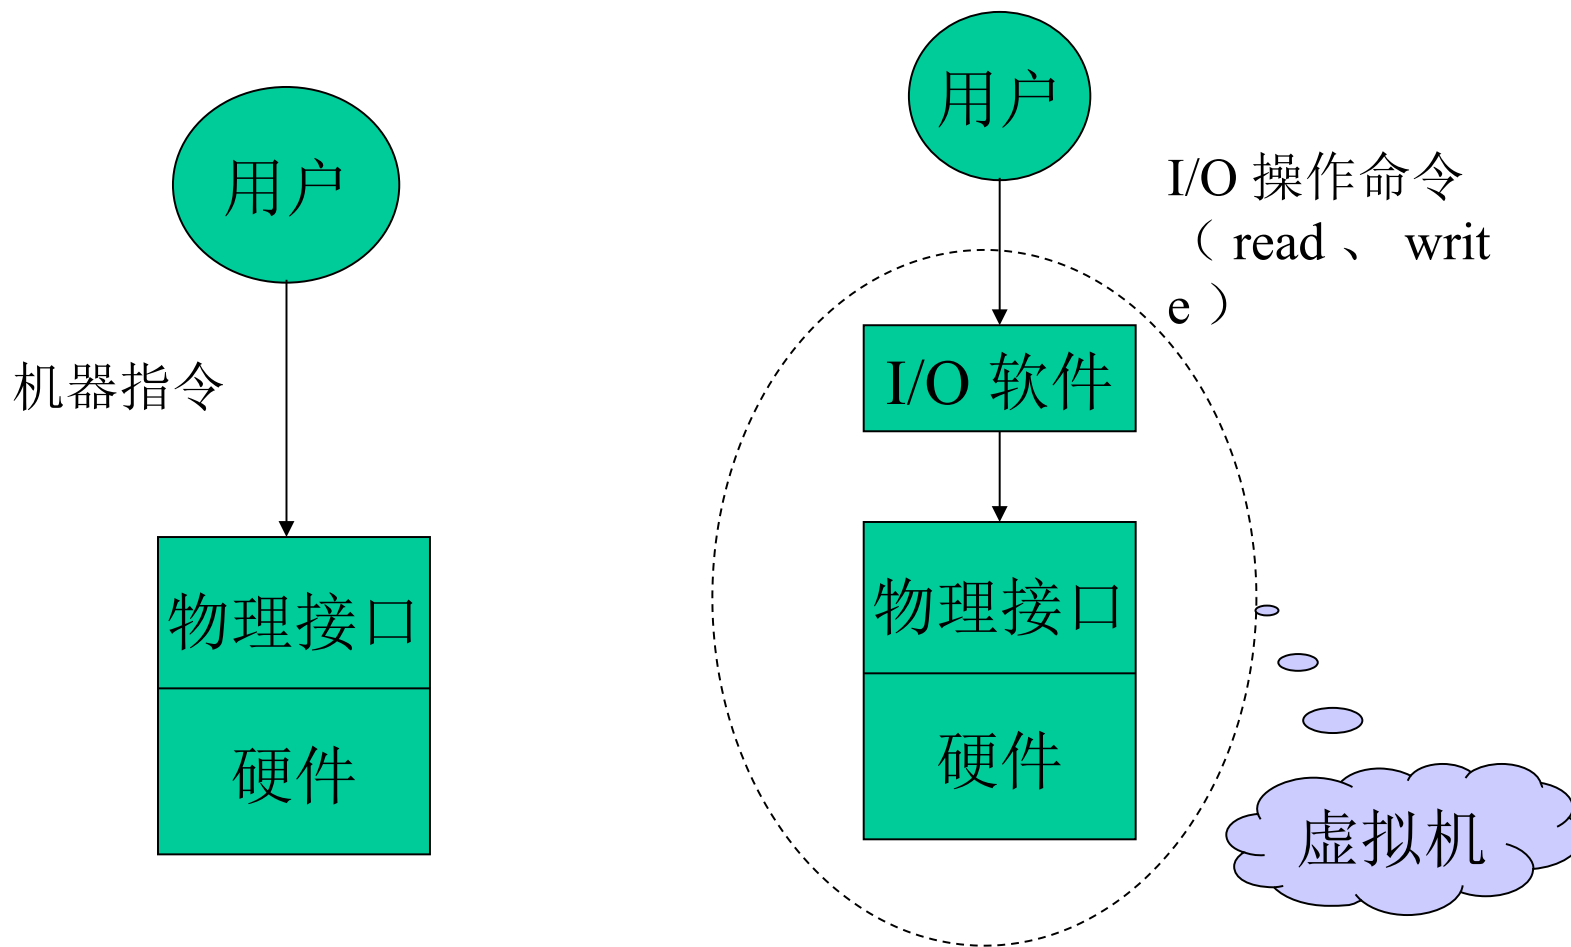 用户
机器指令
物理接口
硬件
用户
I/O 操作命令
（ read 、 writ
e ）
I/O 软件
物理接口
硬件
虚拟机